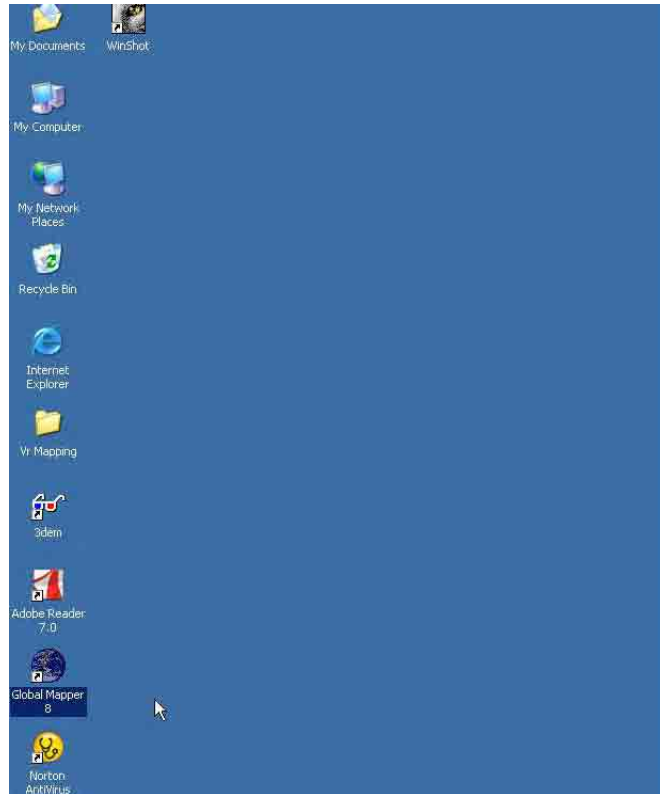 My Documents
WinShot
My Computer
My Network
Places
Recycle Bin
Internet
Explorer
Vr Mapping
3dem
Adobe Reader
7.0
Global Mapper
8
Norton
AntiVirus